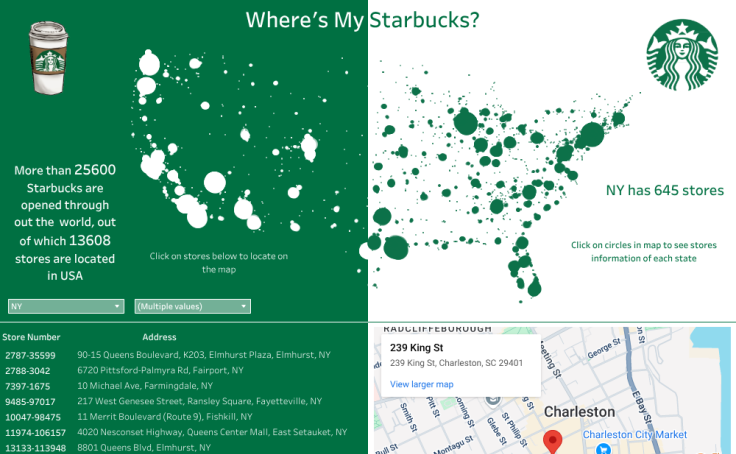 Where's My Starbucks?
More than 25600
Starbucks are
opened through
out the world, out
of which 13608
stores are located
in USA
NY has 645 stores
Click on stores below to locate on
the map
Click on circles in map to see stores
information of each state
NY
(Multiple values)
Store Number Address
2787-35599 90-15 Queens Boulevard, K203, Elmhurst Plaza, Elmhurst, NY
2788-3042 6720 Pittsford-Palmyra Rd, Fairport, NY
7397-1675 10 Michael Ave, Farmingdale, NY
9485-97017 217 West Genesee Street, Ransley Square, Fayetteville, NY
10047-98475 11 Merrit Boulevard (Route 9), Fishkill, NY
11974-106157 4020 Nesconset Highway, Queens Center Mall, East Setauket, NY
13133-113948 8801 Queens Blvd, Elmhurst, NY
RADCLIFFEBOROUGH
239 King St
239 King St, Charleston, SC 29401
View larger map
Meeting St
George St
E Bay St
Smith St
Pitt St
Glebe St
St Philip St
Bull St
Montagu St
Charleston
Charleston City Market